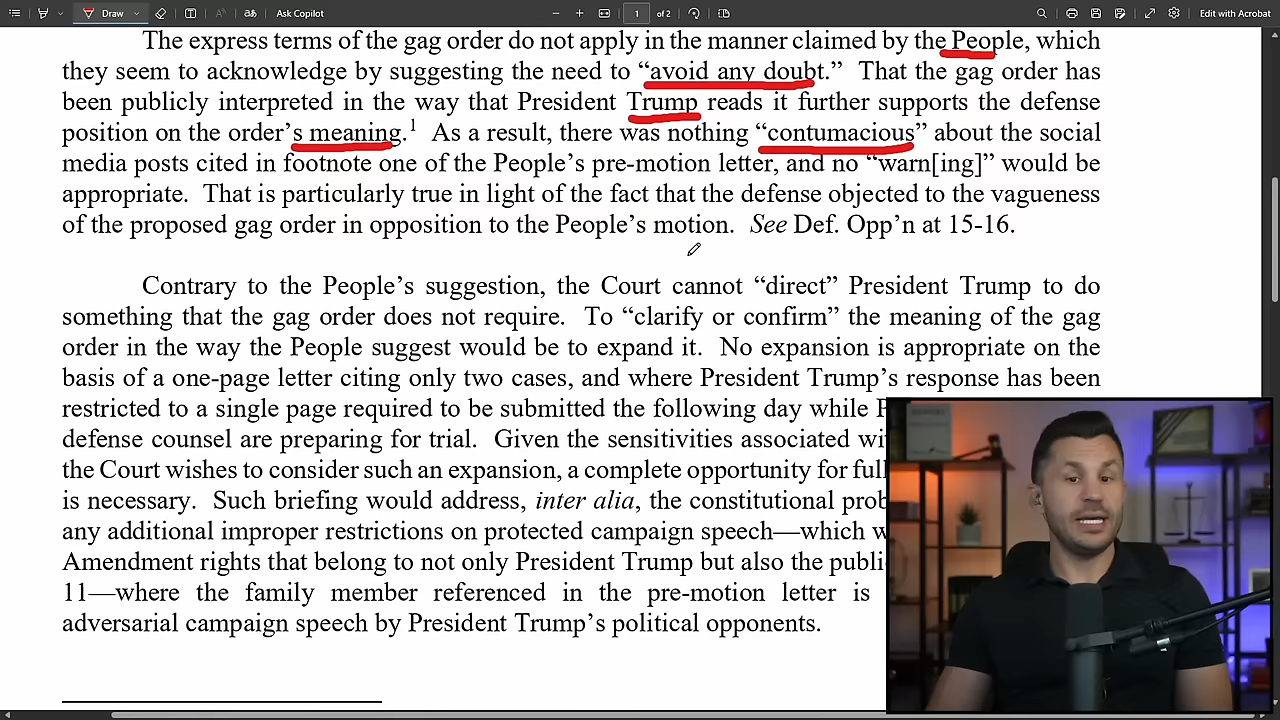 Draw
Ask Copilot
1 of 2
Edit with Acrobat
The express terms of the gag order do not apply in the manner claimed by the People, which
they seem to acknowledge by suggesting the need to “avoid any doubt.” That the gag order has
been publicly interpreted in the way that President Trump reads it further supports the defense
position on the order’s meaning.1 As a result, there was nothing “contumacious” about the social
media posts cited in footnote one of the People’s pre-motion letter, and no “warn[ing]” would be
appropriate. That is particularly true in light of the fact that the defense objected to the vagueness
of the proposed gag order in opposition to the People’s motion. See Def. Opp’n at 15-16.
Contrary to the People’s suggestion, the Court cannot “direct” President Trump to do
something that the gag order does not require. To “clarify or confirm” the meaning of the gag
order in the way the People suggest would be to expand it. No expansion is appropriate on the
basis of a one-page letter citing only two cases, and where President Trump’s response has been
restricted to a single page required to be submitted the following day while
defense counsel are preparing for trial. Given the sensitivities associated
the Court wishes to consider such an expansion, a complete opportunity for
is necessary. Such briefing would address, inter alia, the constitutional
any additional improper restrictions on protected campaign speech—which
Amendment rights that belong to not only President Trump but also the
11—where the family member referenced in the pre-motion letter is
adversarial campaign speech by President Trump’s political opponents.